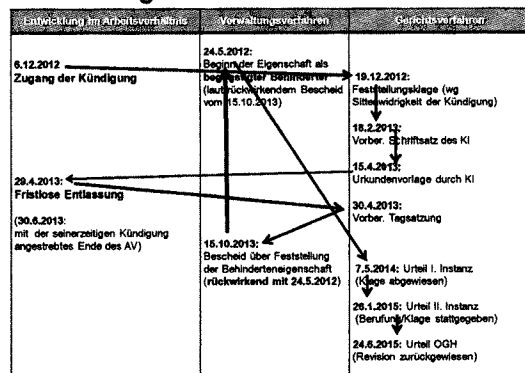 Entwicklung im Arbeitsverhältnis
Verwaltungsverfahren
Gerichtsverfahren
6.12.2012
Zugang der Kündigung
29.4.2013:
Fristlose Entlassung
(30.6.2013:
mit der seinerzeitigen Kündigung
angestrebtes Ende des AV)
24.5.2012:
Beginn der Eigenschaft als
begünstigter Behinderter
(laut rückwirkendem Bescheid
vom 15.10.2013)
15.10.2013:
Bescheid über Feststellung
der Behinderteneigenschaft
(rückwirkend mit 24.5.2012)
19.12.2012:
Feststellungsklage (wg
Sittenwidrigkeit der Kündigung)
18.2.2013:
Vorber. Schriftsatz des Kl
15.4.2013:
Urkundenvorlage durch Kl
30.4.2013:
Vorber. Tagsatzung
7.5.2014: Urteil I. Instanz
(Klage abgewiesen)
26.1.2015: Urteil II. Instanz
(Berufung/Klage stattgegeben)
24.6.2015: Urteil OGH
(Revision zurückgewiesen)